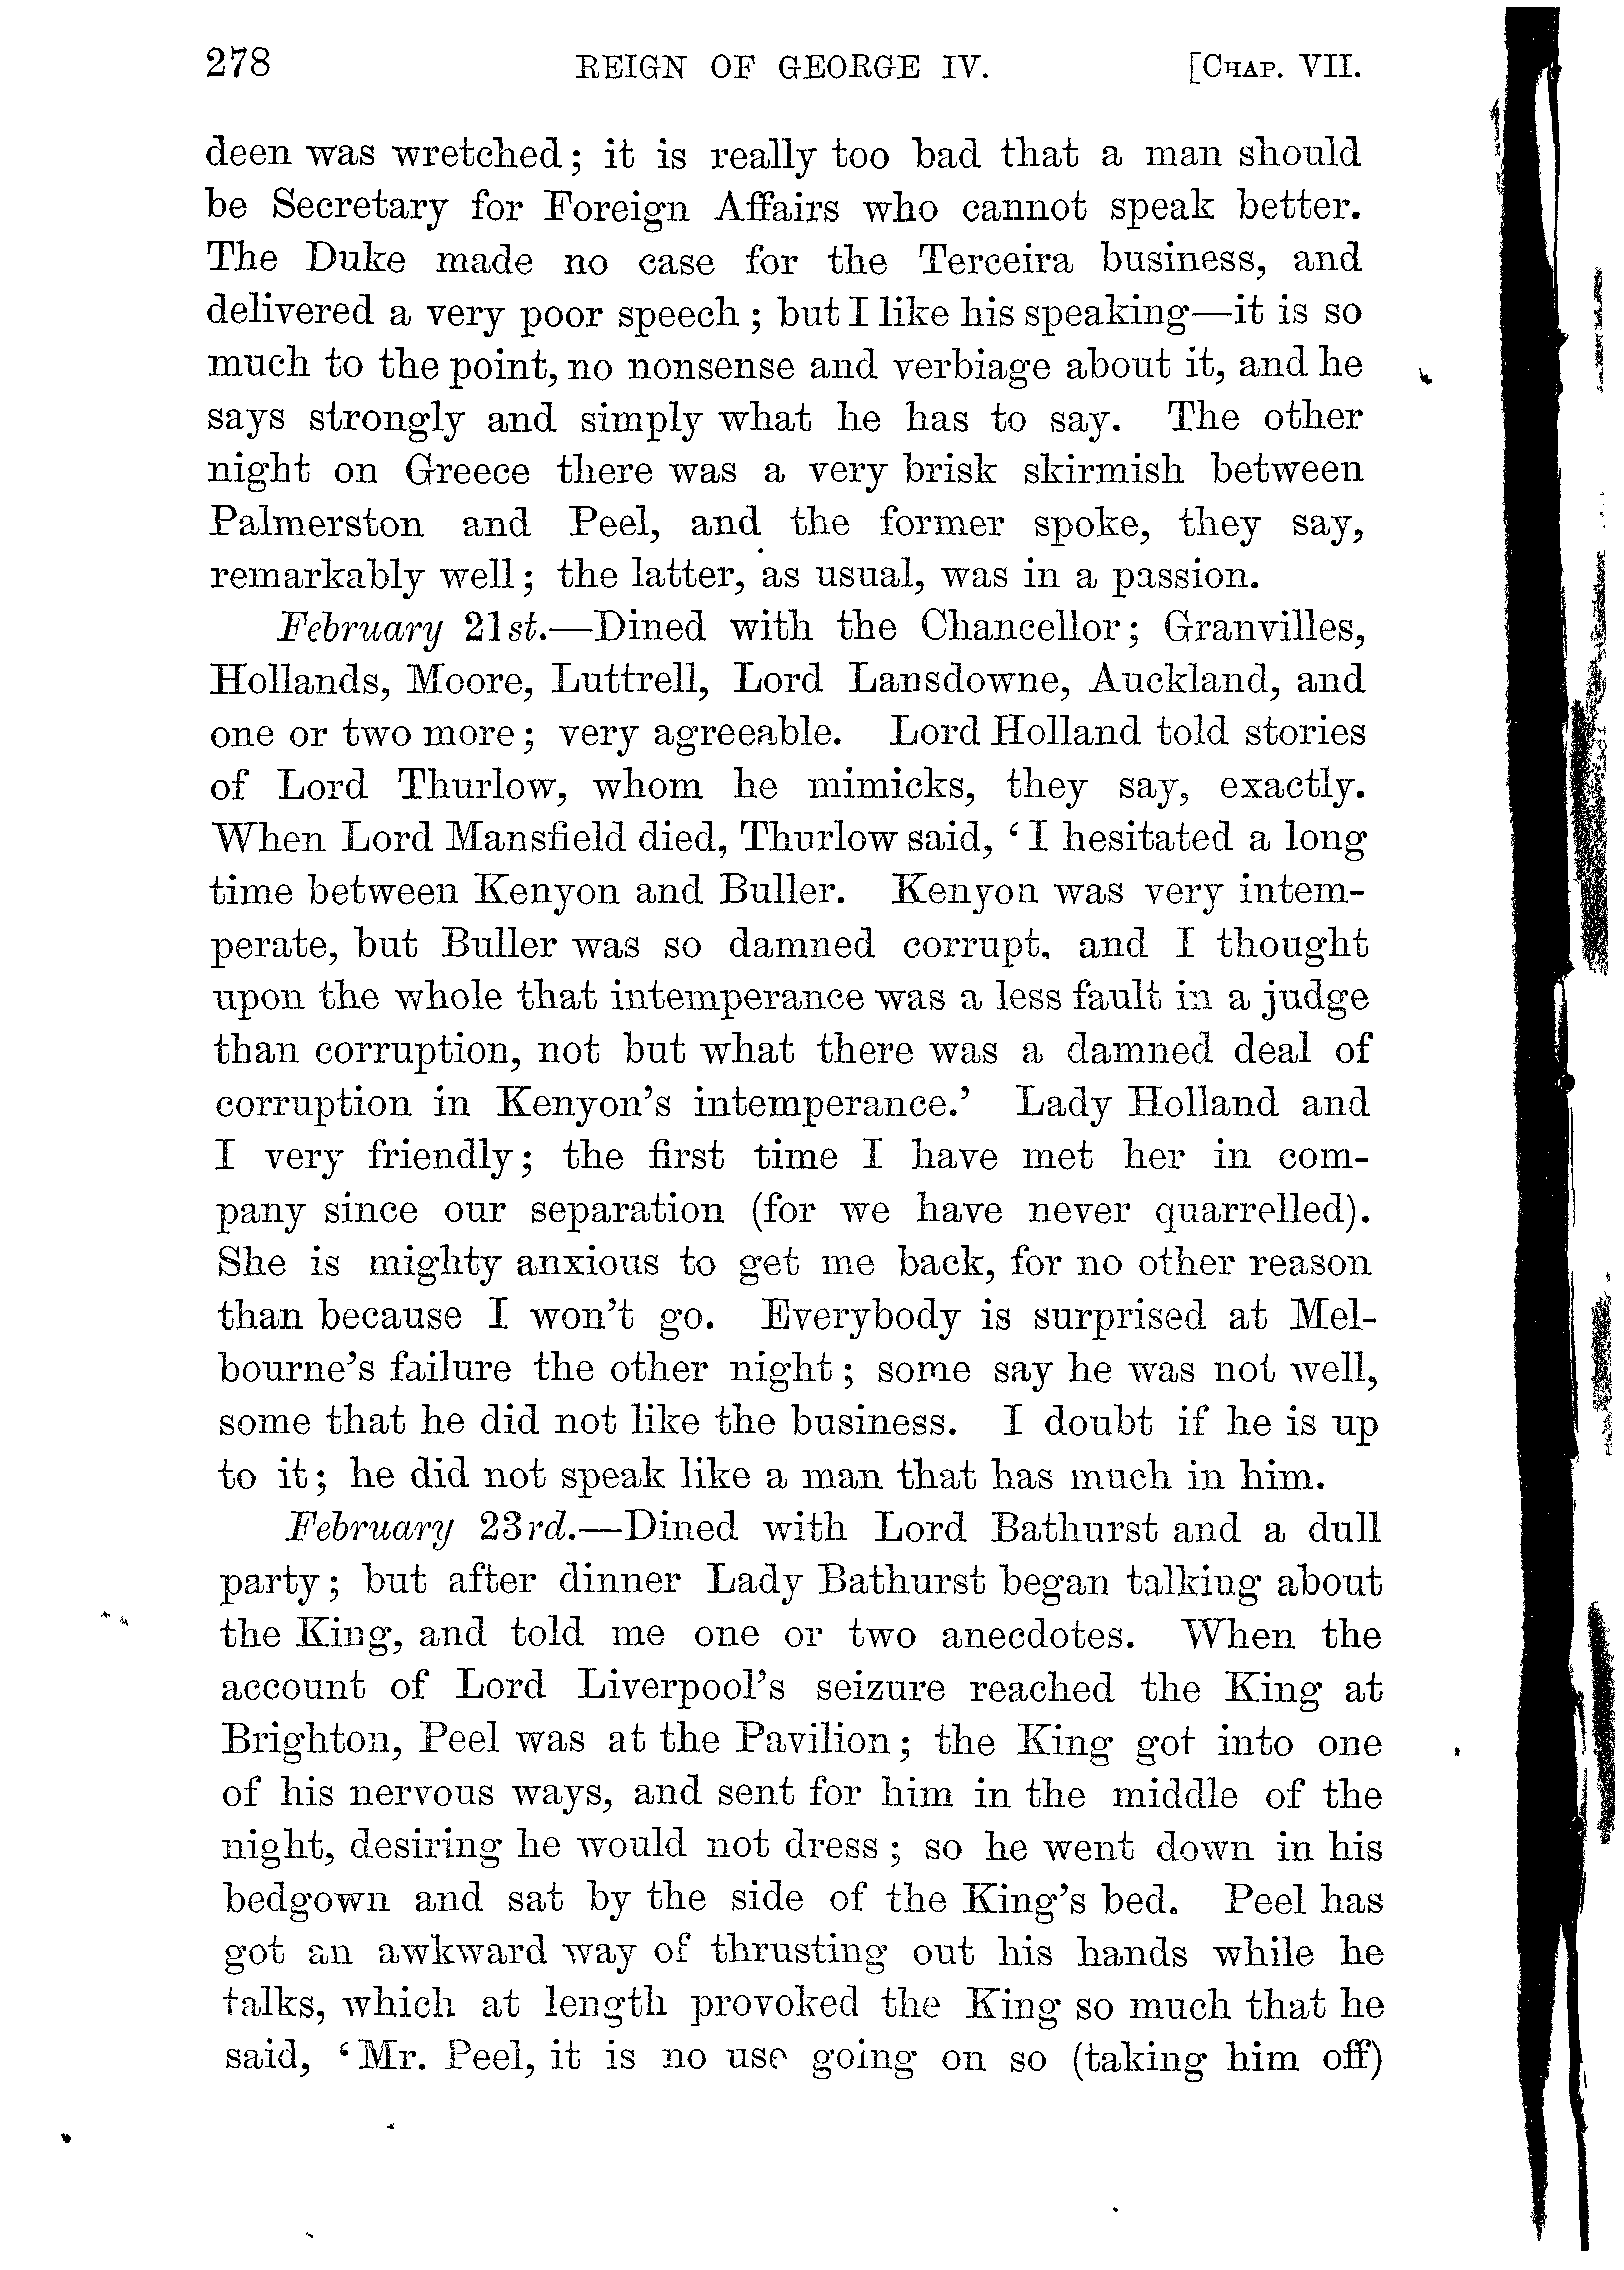 278 REIGN OF GEORGE IV. [CHAP. VII.
deen was wretched; it is really too bad that a man should
be Secretary for Foreign Affairs who cannot speak better.
The Duke made no case for the Terceira business, and
delivered a very poor speech; but I like his speaking—it is so
much to the point, no nonsense and verbiage about it, and he
says strongly and simply what he has to say. The other
night on Greece there was a very brisk skirmish between
Palmerston and Peel, and the former spoke, they say,
remarkably well; the latter, as usual, was in a passion.
February 21st.—Dined with the Chancellor; Granvilles,
Hollands, Moore, Luttrell, Lord Lansdowne, Auckland, and
one or two more; very agreeable. Lord Holland told stories
of Lord Thurlow, whom he mimicks, they say, exactly.
When Lord Mansfield died, Thurlow said, ‘I hesitated a long
time between Kenyon and Buller. Kenyon was very intem-
perate, but Buller was so damned corrupt, and I thought
upon the whole that intemperance was a less fault in a judge
than corruption, not but what there was a damned deal of
corruption in Kenyon’s intemperance.’ Lady Holland and
I very friendly; the first time I have met her in com-
pany since our separation (for we have never quarrelled).
She is mighty anxious to get me back, for no other reason
than because I won’t go. Everybody is surprised at Mel-
bourne’s failure the other night; some say he was not well,
some that he did not like the business. I doubt if he is up
to it; he did not speak like a man that has much in him.
February 23rd.—Dined with Lord Bathurst and a dull
party; but after dinner Lady Bathurst began talking about
the King, and told me one or two anecdotes. When the
account of Lord Liverpool’s seizure reached the King at
Brighton, Peel was at the Pavilion; the King got into one
of his nervous ways, and sent for him in the middle of the
night, desiring he would not dress; so he went down in his
bedgown and sat by the side of the King’s bed. Peel has
got an awkward way of thrusting out his hands while he
talks, which at length provoked the King so much that he
said, ‘Mr. Peel, it is no use going on so (taking him off)